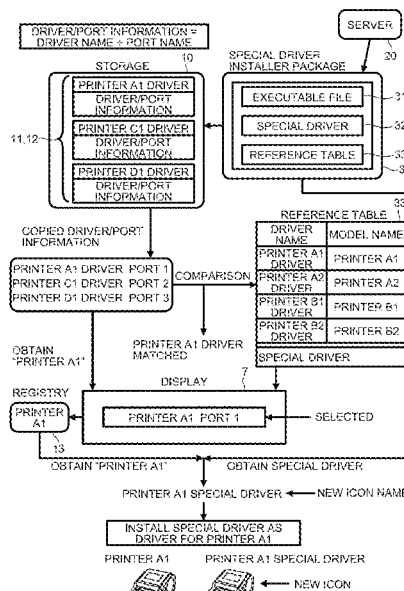 DRIVER/PORT INFORMATION =
DRIVER NAME + PORT NAME
SERVER
20
STORAGE
10
SPECIAL DRIVER
INSTALLER PACKAGE
PRINTER A1 DRIVER
DRIVER/PORT
INFORMATION
PRINTER C1 DRIVER
DRIVER/PORT
INFORMATION
PRINTER D1 DRIVER
DRIVER/PORT
INFORMATION
11,12
EXECUTABLE FILE
31
SPECIAL DRIVER
32
REFERENCE TABLE
33
3
33
COPIED DRIVER/PORT
INFORMATION
REFERENCE TABLE
DRIVER
NAME
MODEL NAME
PRINTER A1
DRIVER
PRINTER A1
PRINTER A2
DRIVER
PRINTER A2
PRINTER B1
DRIVER
PRINTER B1
PRINTER B2
DRIVER
PRINTER B2
SPECIAL DRIVER
PRINTER A1 DRIVER PORT 1
PRINTER C1 DRIVER PORT 2
PRINTER D1 DRIVER PORT 3
COMPARISON
PRINTER A1 DRIVER
MATCHED
OBTAIN
"PRINTER A1"
DISPLAY
7
REGISTRY
PRINTER
A1
13
PRINTER A1 PORT 1
SELECTED
OBTAIN "PRINTER A1"
OBTAIN SPECIAL DRIVER
PRINTER A1 SPECIAL DRIVER
NEW ICON NAME
INSTALL SPECIAL DRIVER AS
DRIVER FOR PRINTER A1
PRINTER A1
PRINTER A1 SPECIAL DRIVER
NEW ICON